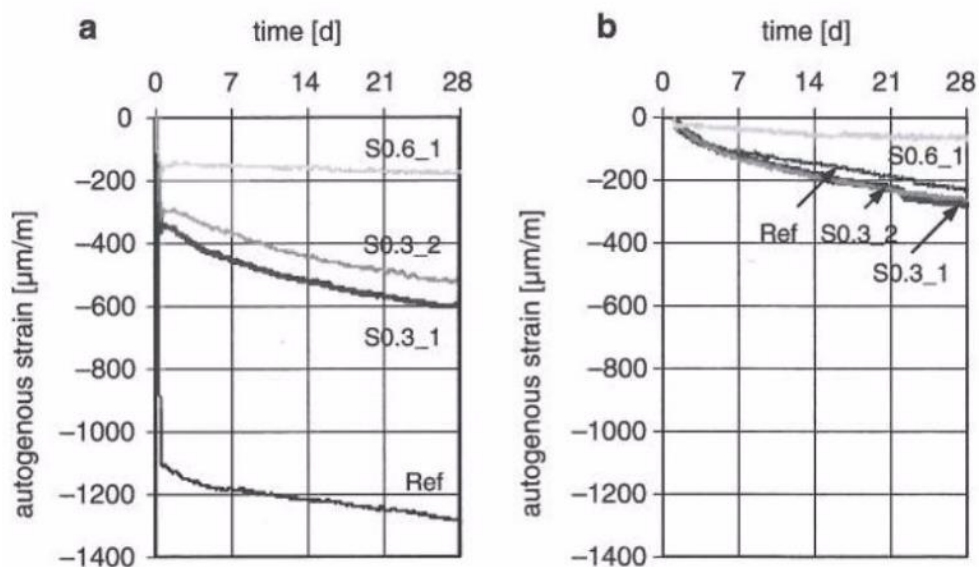 a
time [d]
0 7 14 21 28
0
−200
−400
−600
−800
−1000
−1200
−1400
autogenous strain [µm/m]
S0.6_1
S0.3_2
S0.3_1
Ref
b
time [d]
0 7 14 21 28
0
−200
−400
−600
−800
−1000
−1200
−1400
autogenous strain [µm/m]
S0.6_1
Ref S0.3_2
S0.3_1